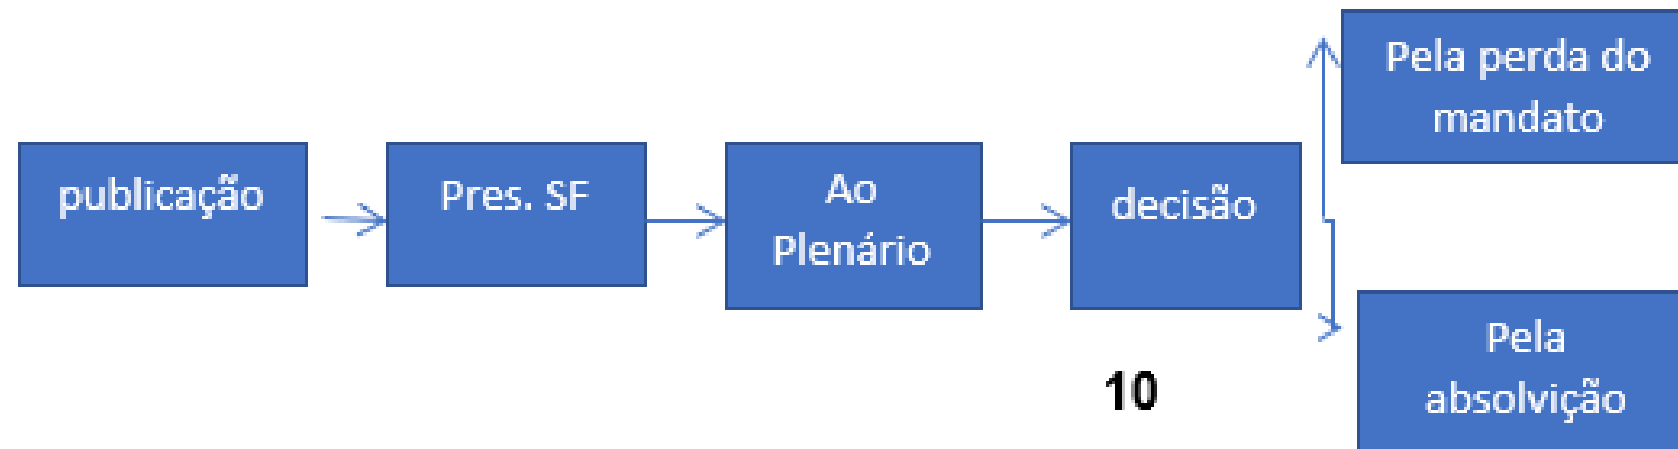 publicação
Pres. SF
Ao
Plenário
decisão
Pela perda do
mandato
Pela
absolvição
10